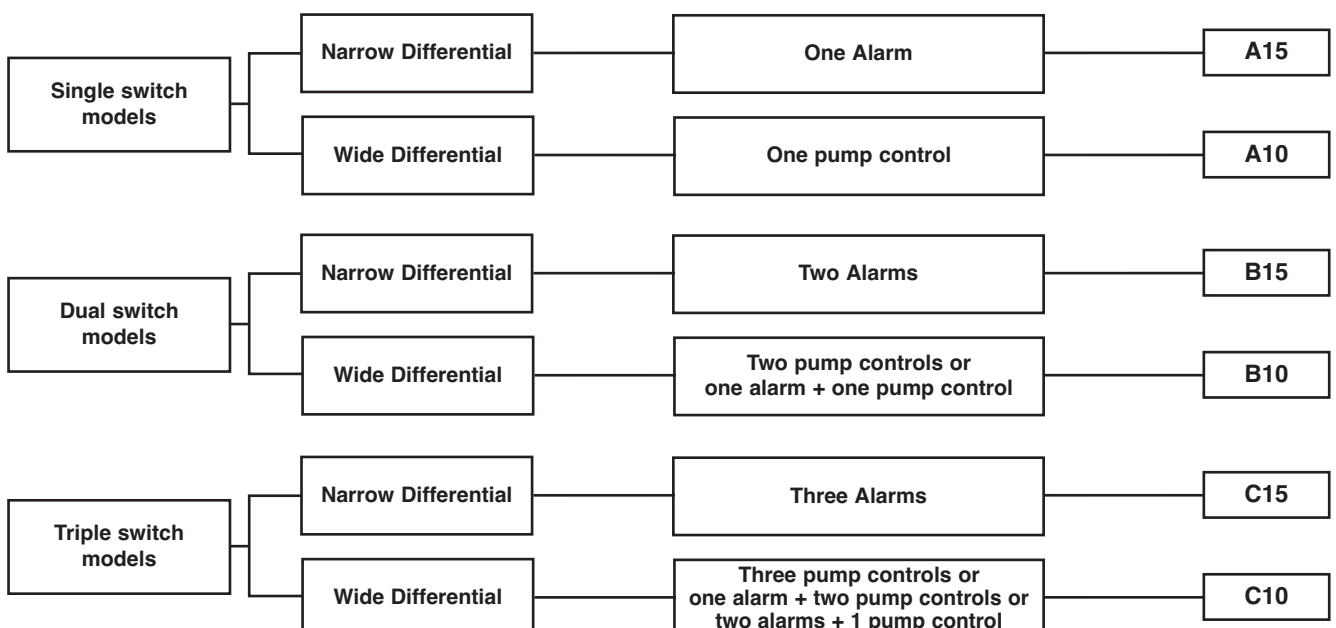 Narrow Differential
One Alarm
A15
Single switch
models
Wide Differential
One pump control
A10
Narrow Differential
Two Alarms
B15
Dual switch
models
Wide Differential
Two pump controls or
one alarm + one pump control
B10
Narrow Differential
Three Alarms
C15
Triple switch
models
Wide Differential
Three pump controls or
one alarm + two pump controls or
two alarms + 1 pump control
C10